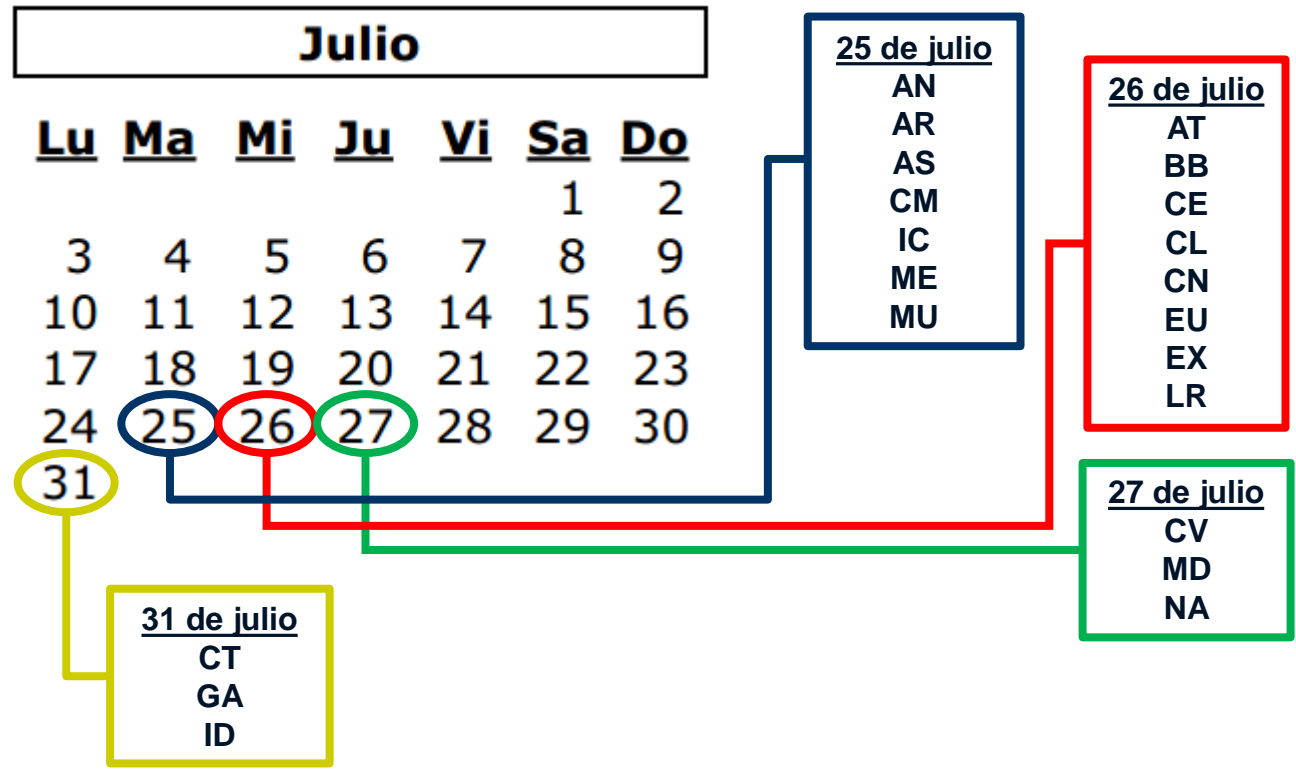 Julio
Lu Ma Mi Ju Vi Sa Do
1 2
3 4 5 6 7 8 9
10 11 12 13 14 15 16
17 18 19 20 21 22 23
24 25 26 27 28 29 30
31
25 de julio
AN
AR
AS
CM
IC
ME
MU
26 de julio
AT
BB
CE
CL
CN
EU
EX
LR
27 de julio
CV
MD
NA
31 de julio
CT
GA
ID